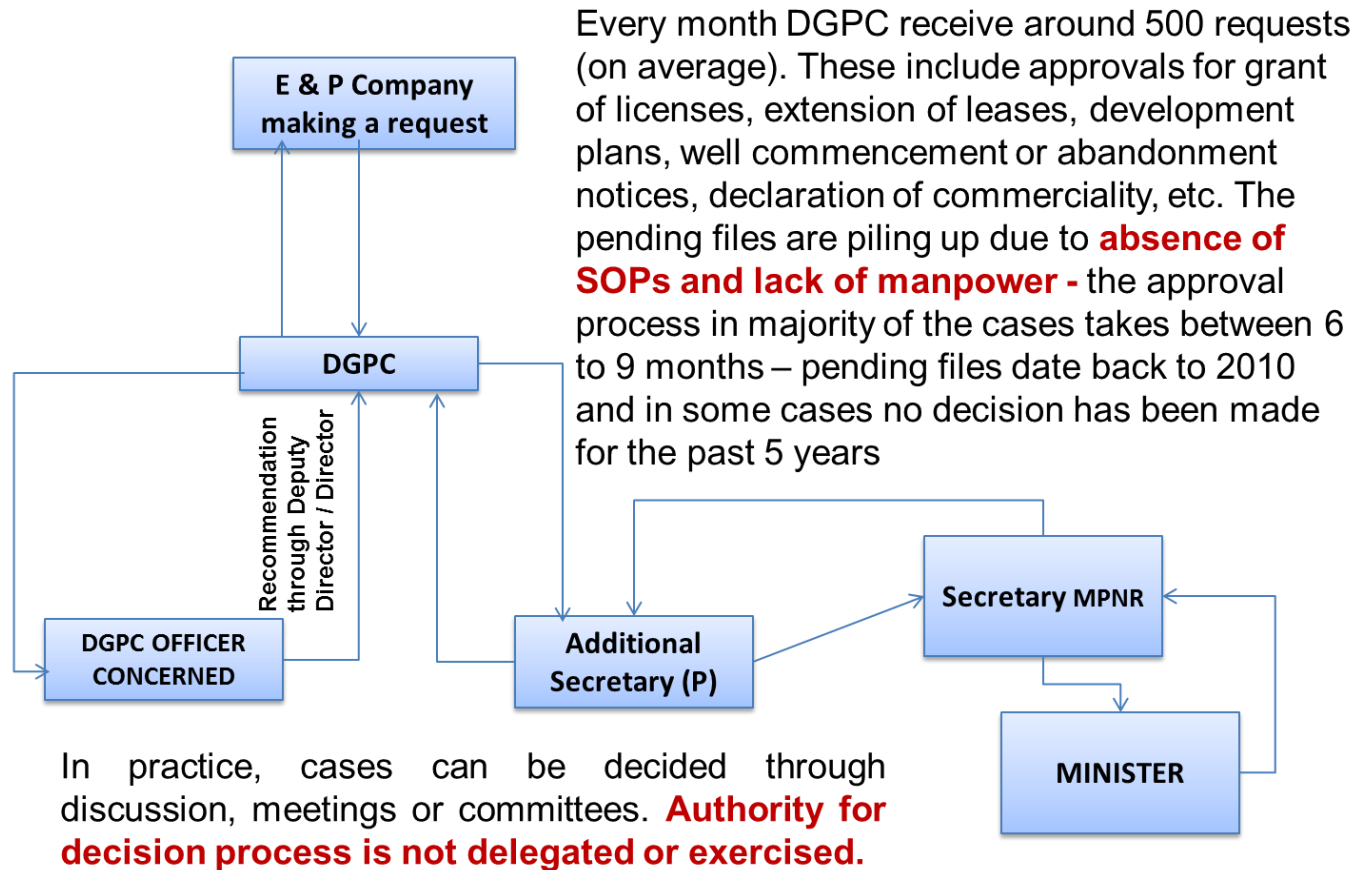 Every month DGPC receive around 500 requests
(on average). These include approvals for grant
of licenses, extension of leases, development
plans, well commencement or abandonment
notices, declaration of commerciality, etc. The
pending files are piling up due to absence of
SOPs and lack of manpower - the approval
process in majority of the cases takes between 6
to 9 months – pending files date back to 2010
and in some cases no decision has been made
for the past 5 years
E & P Company
making a request
DGPC
Recommendation
through Deputy
Director / Director
DGPC OFFICER
CONCERNED
Additional
Secretary (P)
Secretary MPNR
MINISTER
In practice, cases can be decided through
discussion, meetings or committees. Authority for
decision process is not delegated or exercised.